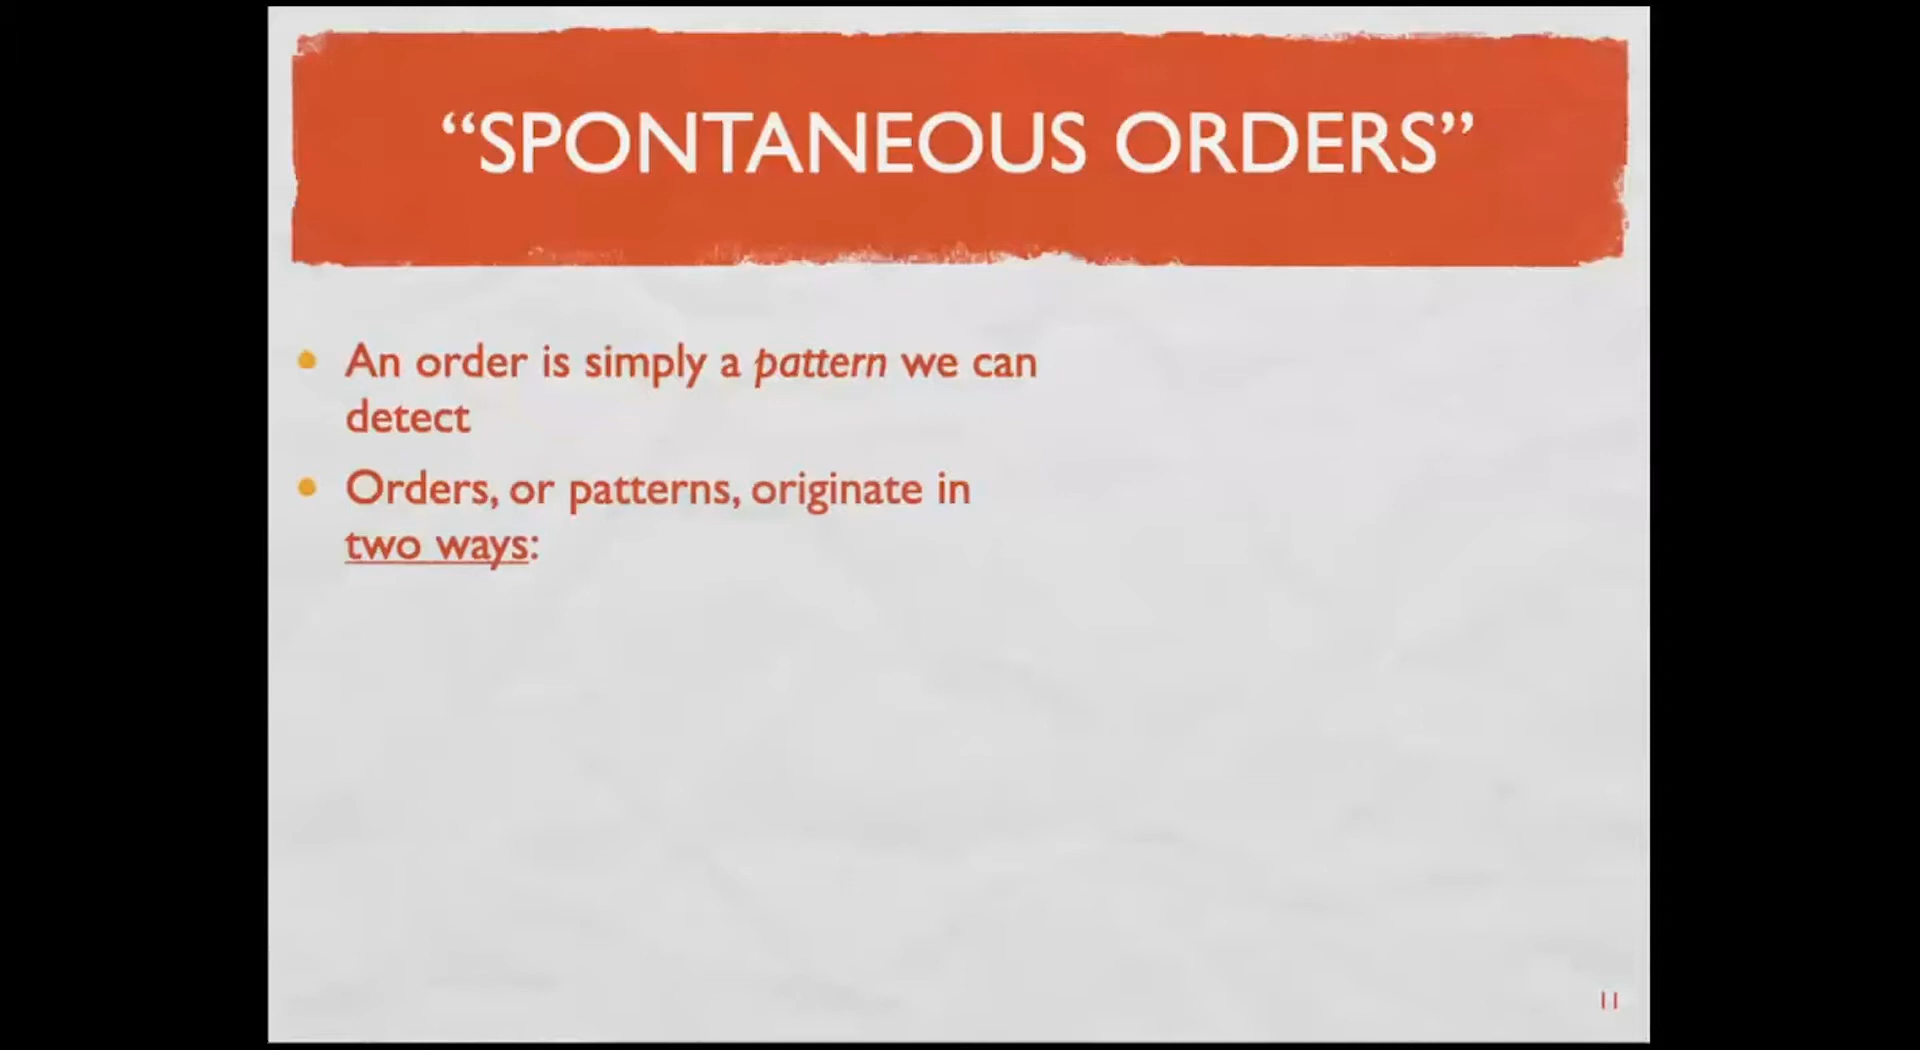 “SPONTANEOUS ORDERS”
• An order is simply a pattern we can
detect
• Orders, or patterns, originate in
two ways:
11